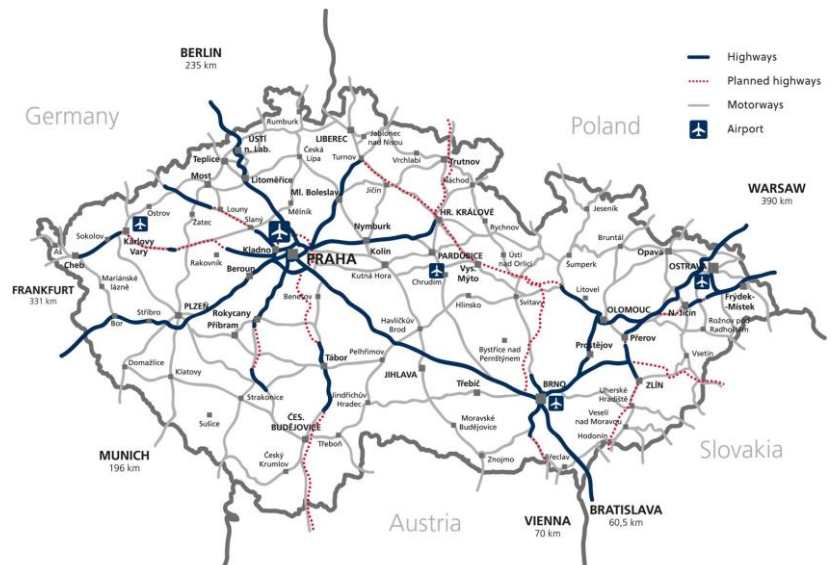 BERLIN
235 km
Highways
Planned highways
Motorways
Airport
Germany
Poland
WARSAW
390 km
Rumburk
ÚSTÍ
n. Lab.
LIBEREC
Jablonec
nad Nisou
Teplice
Česká
Lípa
Turnov
Vrchlabí
Trutnov
Most
Litoměřice
Jičín
Náchod
Ml. Boleslav
Ostrov
Louny
Mělník
Žatec
Slaný
HR. KRÁLOVÉ
Jeseník
Sokolov
Aš
Karlovy
Vary
Cheb
Nymburk
Rychnov
Bruntál
Opava
OSTRAVA
Kladno
PRAHA
Kolín
PARDUBICE
Rakovník
Beroun
Kutná Hora
Chrudim
Vys.
Mýto
Ústí
nad Orlicí
Šumperk
Mariánské
lázně
FRANKFURT
331 km
Benešov
Litovel
Frýdek-
Místek
N. Jičín
PLZEŇ
Rokycany
Hlinsko
Svitavy
OLOMOUC
Rožnov pod
Radhoštěm
Stříbro
Bor
Příbram
Havlíčkův
Brod
Přerov
Prostějov
Bystřice nad
Pernštýnem
Vsetín
Domažlice
Klatovy
Tábor
Pelhřimov
JIHLAVA
ZLÍN
Strakonice
Jindřichův
Hradec
Třebíč
BRNO
Uherské
Hradiště
Sušice
ČES.
BUDĚJOVICE
Třeboň
Moravské
Budějovice
Veselí
nad Moravou
Hodonín
Slovakia
MUNICH
196 km
Český
Krumlov
Znojmo
Břeclav
Austria
VIENNA
70 km
BRATISLAVA
60,5 km